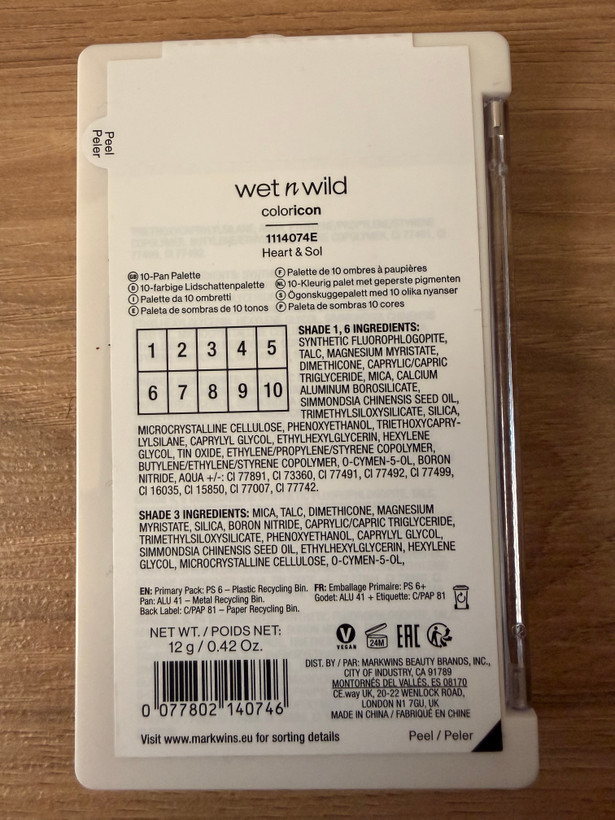 Peel
Peler
wet n wild
coloricon
1114074E
Heart & Sol
GB 10-Pan Palette
D 10-farbige Lidschattenpalette
I Palette da 10 ombretti
E Paleta de sombras de 10 tonos
F Palette de 10 ombres à paupières
NL 10-Kleurig palet met geperste pigmenten
S Ögonskuggepalett med 10 olika nyanser
P Paleta de sombras 10 cores
1 2 3 4 5
6 7 8 9 10
SHADE 1, 6 INGREDIENTS:
SYNTHETIC FLUOROPHLOGOPITE,
TALC, MAGNESIUM MYRISTATE,
DIMETHICONE, CAPRYLIC/CAPRIC
TRIGLYCERIDE, MICA, CALCIUM
ALUMINUM BOROSILICATE,
SIMMONDSIA CHINENSIS SEED OIL,
TRIMETHYLSILOXYSILICATE, SILICA,
MICROCRYSTALLINE CELLULOSE, PHENOXYETHANOL, TRIETHOXYCAPRY-
LYLSILANE, CAPRYLYL GLYCOL, ETHYLHEXYLGLYCERIN, HEXYLENE
GLYCOL, TIN OXIDE, ETHYLENE/PROPYLENE/STYRENE COPOLYMER,
BUTYLENE/ETHYLENE/STYRENE COPOLYMER, O-CYMEN-5-OL, BORON
NITRIDE, AQUA +/-: CI 77891, CI 73360, CI 77491, CI 77492, CI 77499,
CI 16035, CI 15850, CI 77007, CI 77742.
SHADE 3 INGREDIENTS: MICA, TALC, DIMETHICONE, MAGNESIUM
MYRISTATE, SILICA, BORON NITRIDE, CAPRYLIC/CAPRIC TRIGLYCERIDE,
TRIMETHYLSILOXYSILICATE, PHENOXYETHANOL, CAPRYLYL GLYCOL,
SIMMONDSIA CHINENSIS SEED OIL, ETHYLHEXYLGLYCERIN, HEXYLENE
GLYCOL, MICROCRYSTALLINE CELLULOSE, O-CYMEN-5-OL,
EN: Primary Pack: PS 6 – Plastic Recycling Bin.
Pan: ALU 41 – Metal Recycling Bin.
Back Label: C/PAP 81 – Paper Recycling Bin.
FR: Emballage Primaire: PS 6+
Godet: ALU 41 + Etiquette: C/PAP 81
NET WT. / POIDS NET:
12 g / 0.42 Oz.
VEGAN
24M
EAC
0 077802 140746
DIST. BY / PAR: MARKWINS BEAUTY BRANDS, INC.,
CITY OF INDUSTRY, CA 91789
MONTORNÉS DEL VALLÉS, ES 08170
CE.way UK, 20-22 WENLOCK ROAD,
LONDON N1 7GU, UK
MADE IN CHINA / FABRIQUÉ EN CHINE
Visit www.markwins.eu for sorting details
Peel / Peler